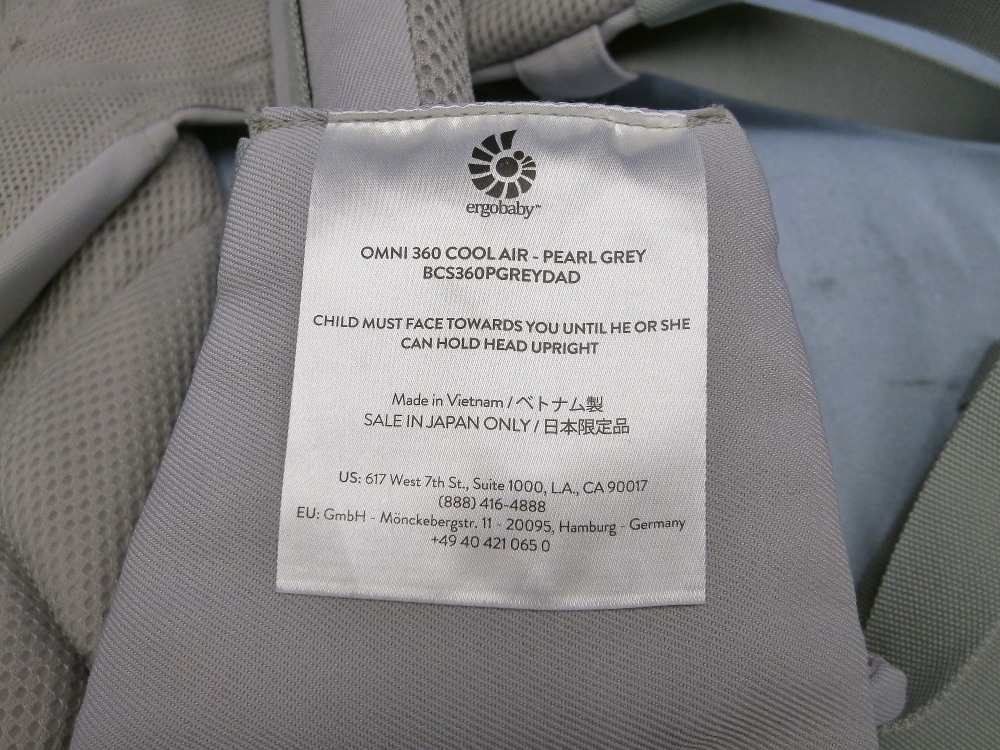 ergobaby™
OMNI 360 COOL AIR - PEARL GREY
BCS360PGREYDAD
CHILD MUST FACE TOWARDS YOU UNTIL HE OR SHE
CAN HOLD HEAD UPRIGHT
Made in Vietnam / ベトナム製
SALE IN JAPAN ONLY / 日本限定品
US: 617 West 7th St., Suite 1000, L.A., CA 90017
(888) 416-4888
EU: GmbH - Mönckebergstr. 11 - 20095, Hamburg - Germany
+49 40 421 065 0